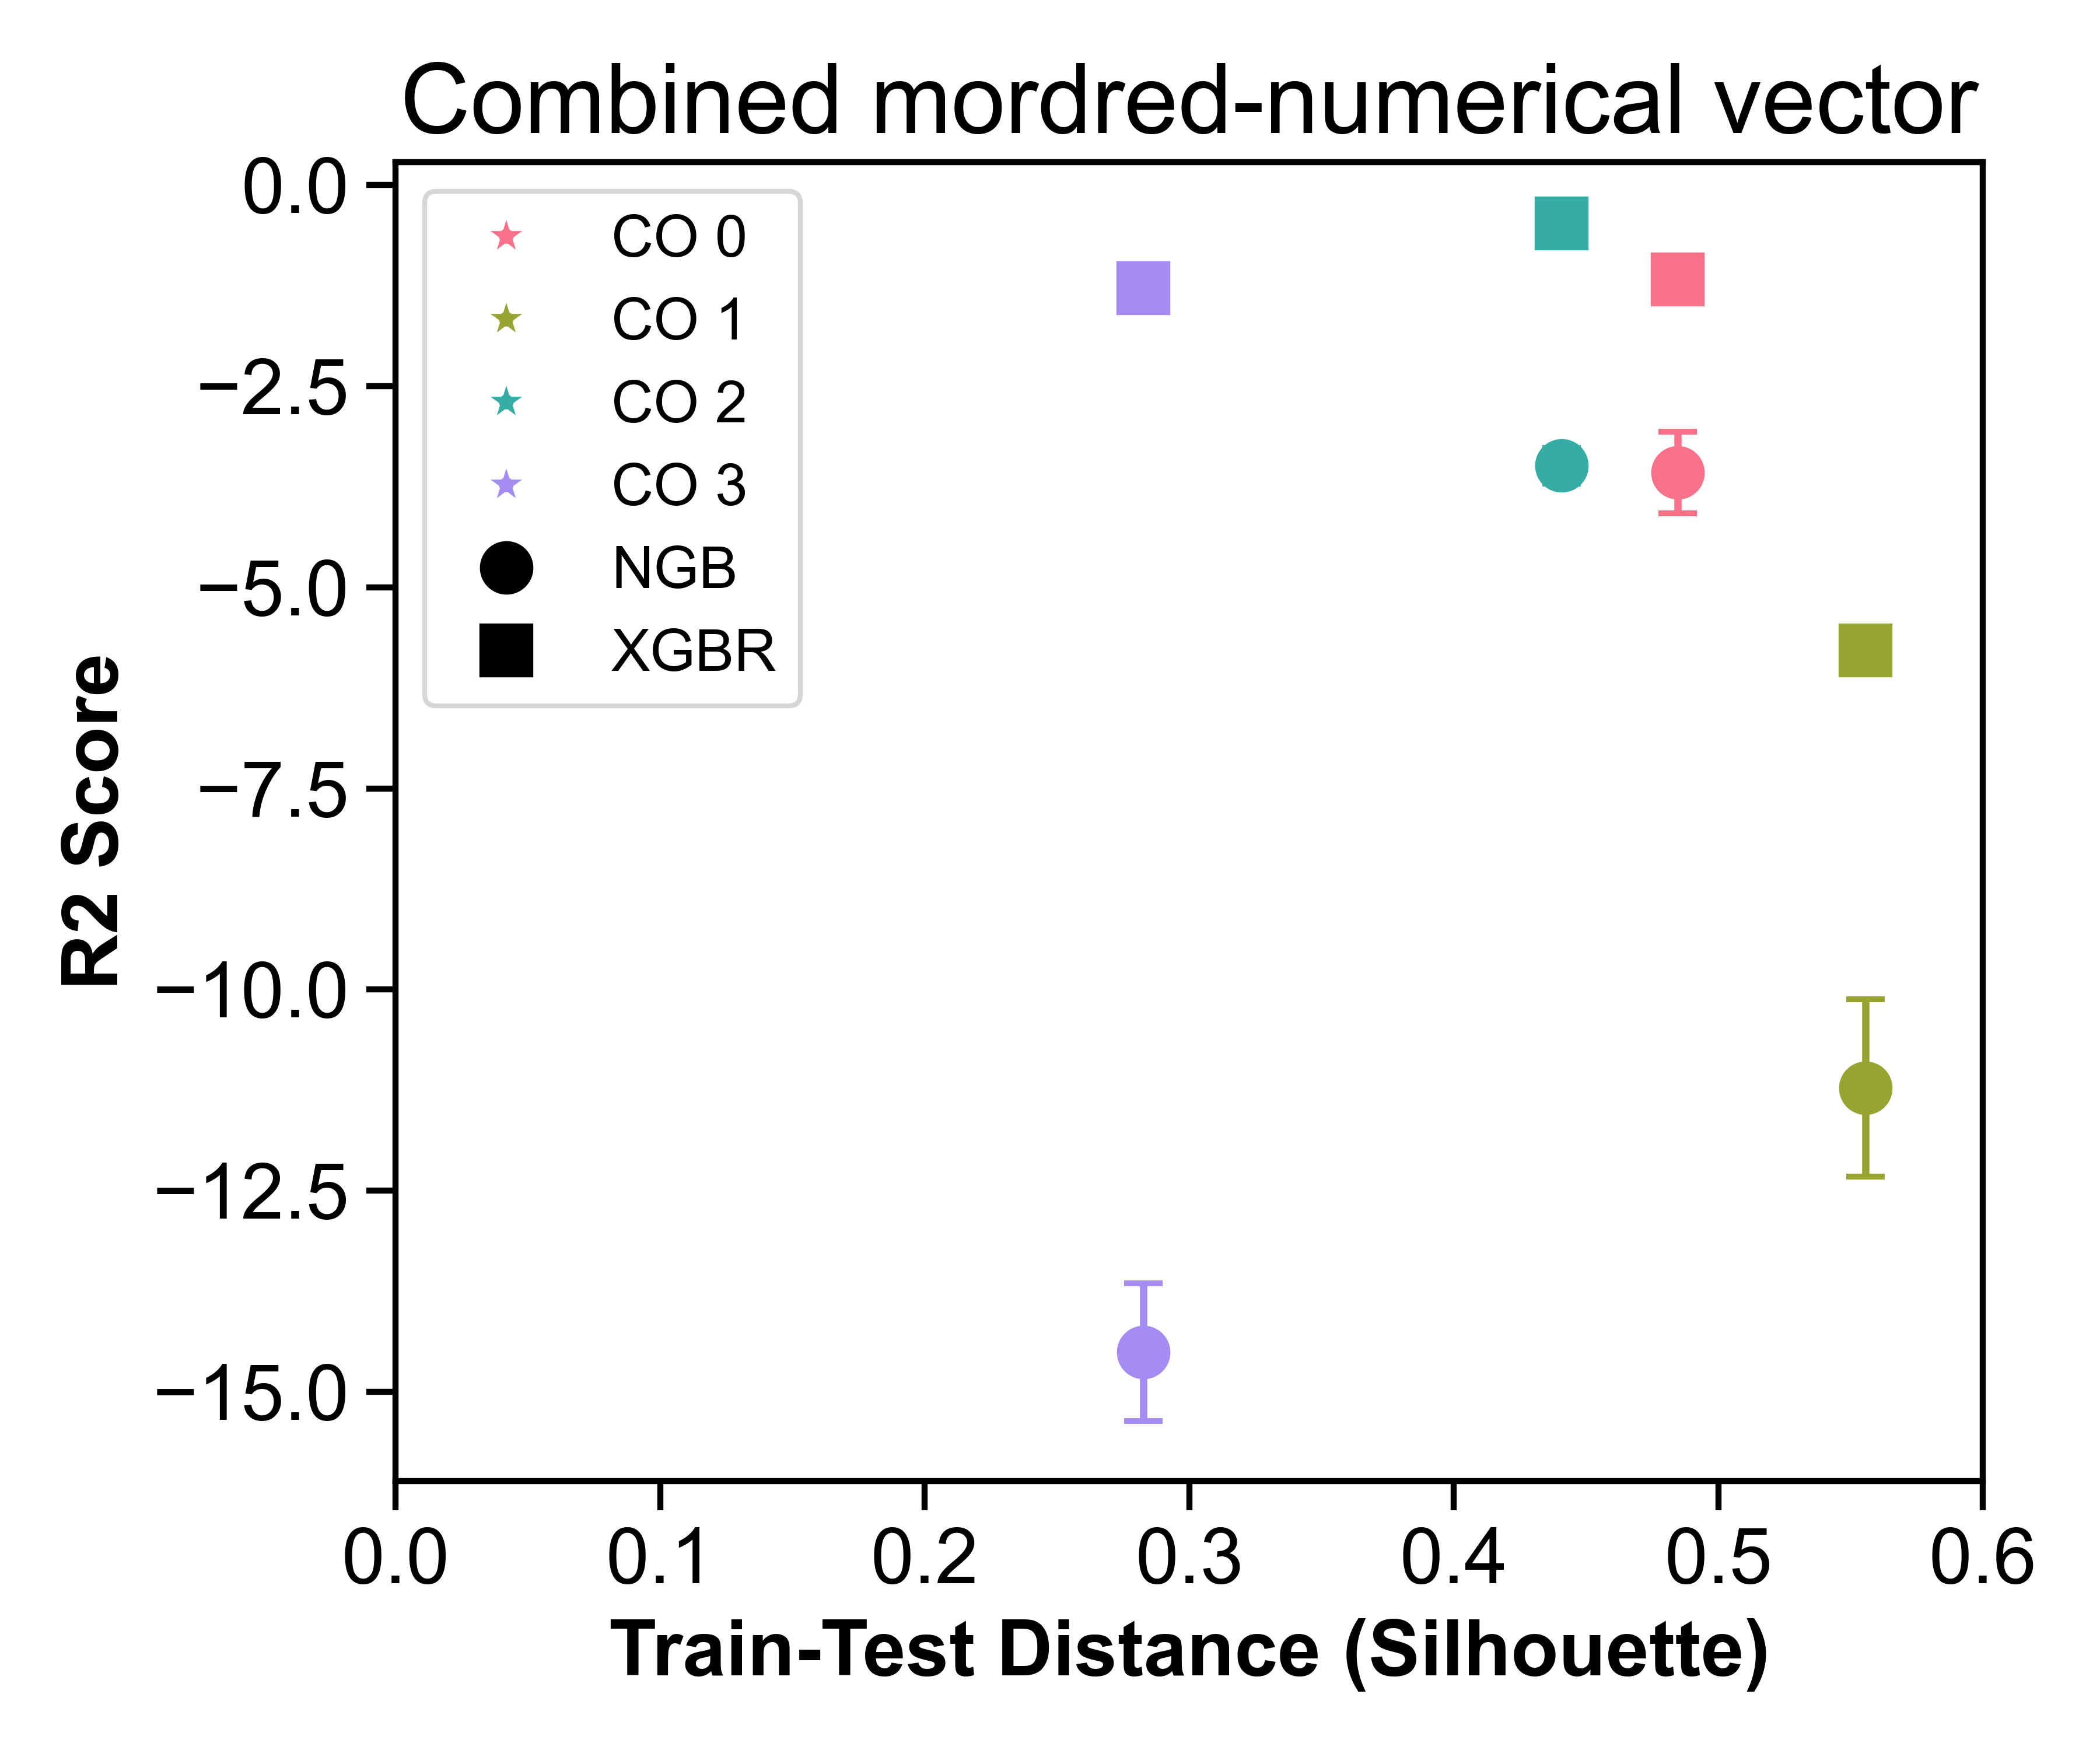 Combined mordred-numerical vector
0.0
−2.5
−5.0
−7.5
−10.0
−12.5
−15.0
R2 Score
CO 0
CO 1
CO 2
CO 3
NGB
XGBR
0.0 0.1 0.2 0.3 0.4 0.5 0.6
Train-Test Distance (Silhouette)